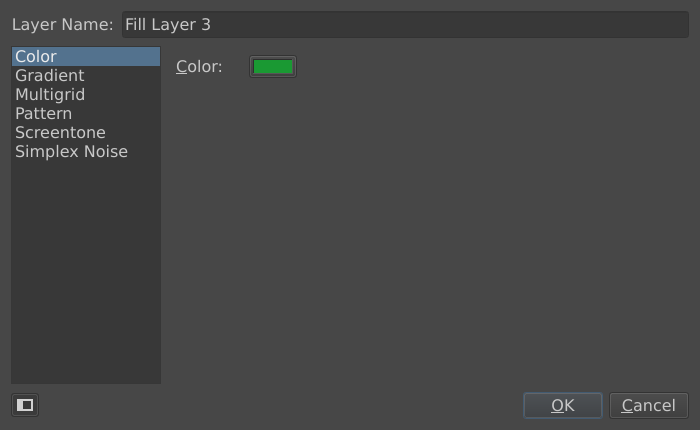 Layer Name: Fill Layer 3
Color
Color:
Gradient
Multigrid
Pattern
Screentone
Simplex Noise
OK
Cancel